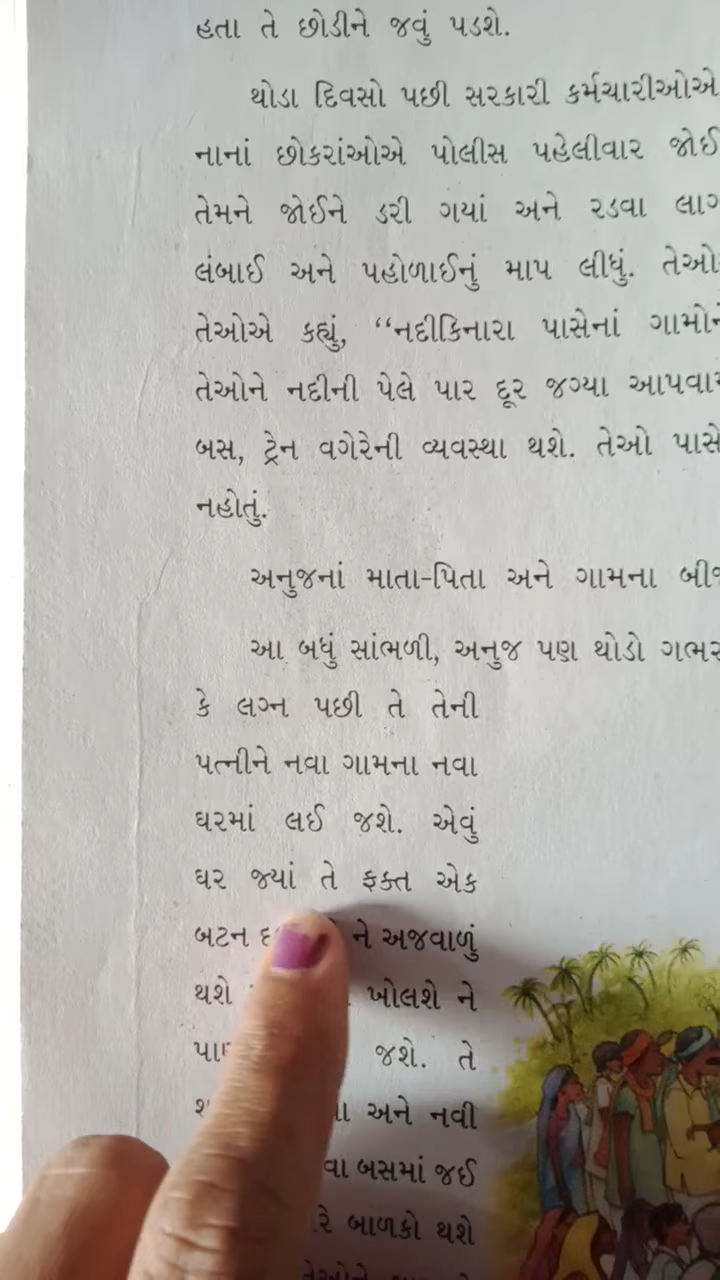 હતા તે છોડીને જવું પડશે.
થોડા દિવસો પછી સરકારી કર્મચારીઓએ
નાનાં છોકરાંઓએ પોલીસ પહેલીવાર જોઈ
તેમને જોઈને ડરી ગયાં અને રડવા
લંબાઈ અને પહોળાઈનું માપ લીધું.
તેઓએ કહ્યું, “નદીકિનારા પાસેનાં
તેઓને નદીની પેલે પાર દૂર જગ્યા
બસ, ટ્રેન વગેરેની વ્યવસ્થા થશે. તેઓ પાસે
નહોતું.
અનુજનાં માતા-પિતા અને ગામના
આ બધું સાંભળી, અનુજ પણ થોડો
કે લગ્ન પછી તે તેની
પત્નીને નવા ગામના નવા
ઘરમાં લઈ જશે. એવું
ઘર જ્યાં તે ફક્ત એક
બટન ને અજવાળું
થશે ખોલશે ને
જશે. તે
અને નવી
બસમાં જઈ
બાળકો થશે